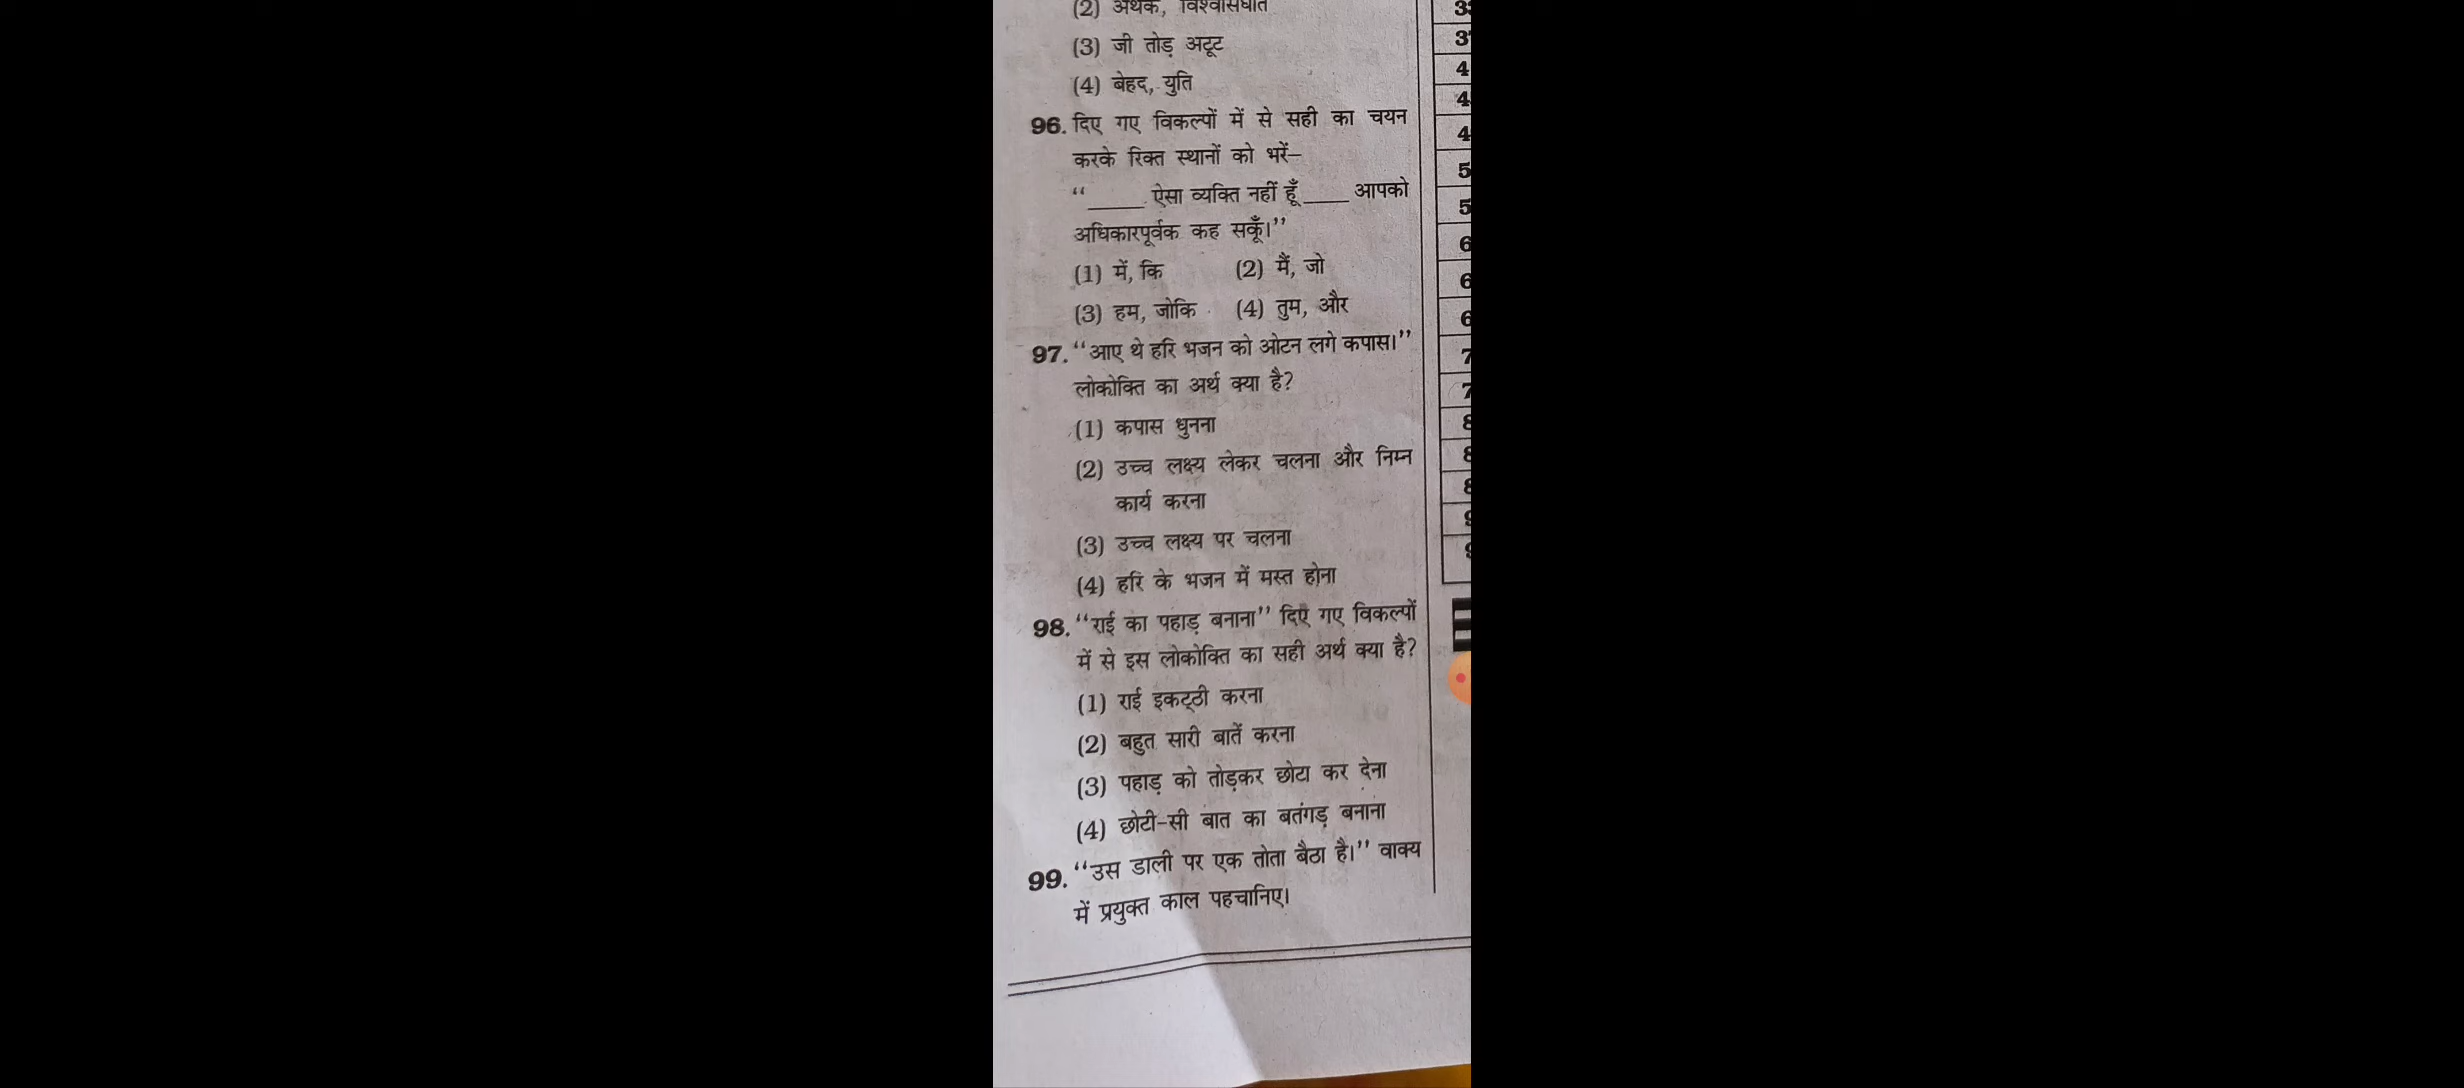 (2) अथक, विश्वासघात
(3) जी तोड़ अटूट
(4) बेहद, युति
96. दिए गए विकल्पों में से सही का चयन
करके रिक्त स्थानों को भरें–
“_____ ऐसा व्यक्ति नहीं हूँ ____ आपको
अधिकारपूर्वक कह सकूँ।”
(1) में, कि (2) मैं, जो
(3) हम, जोकि (4) तुम, और
97. “आए थे हरि भजन को ओटन लगे कपास।”
लोकोक्ति का अर्थ क्या है?
(1) कपास धुनना
(2) उच्च लक्ष्य लेकर चलना और निम्न
कार्य करना
(3) उच्च लक्ष्य पर चलना
(4) हरि के भजन में मस्त होना
98. “राई का पहाड़ बनाना” दिए गए विकल्पों
में से इस लोकोक्ति का सही अर्थ क्या है?
(1) राई इकट्ठी करना
(2) बहुत सारी बातें करना
(3) पहाड़ को तोड़कर छोटा कर देना
(4) छोटी-सी बात का बतंगड़ बनाना
99. “उस डाली पर एक तोता बैठा है।” वाक्य
में प्रयुक्त काल पहचानिए।